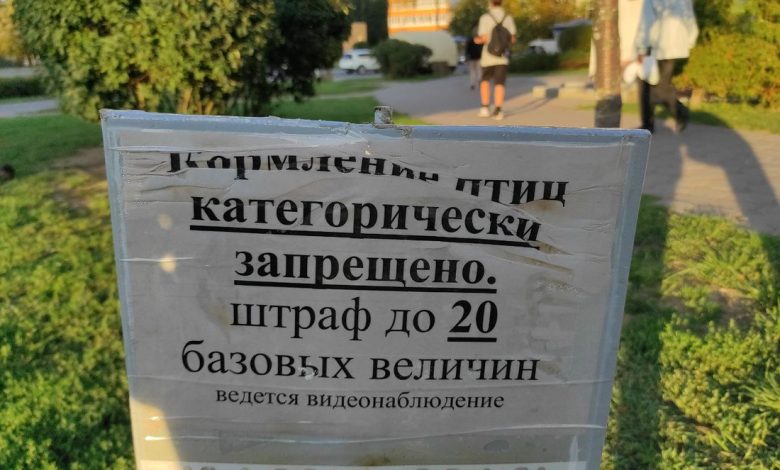 Кормление птиц
категорически
запрещено.
штраф до 20
базовых величин
ведется видеонаблюдение